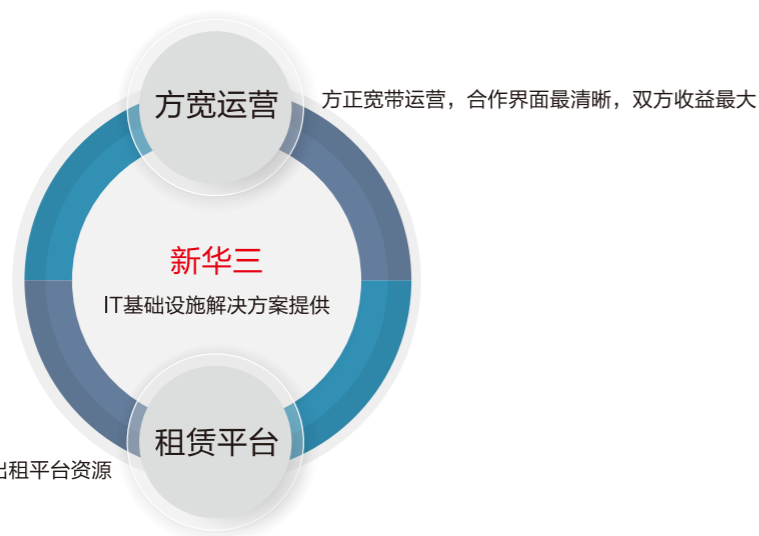 方宽运营
方正宽带运营，合作界面最清晰，双方收益最大
新华三
IT基础设施解决方案提供
租赁平台
出租平台资源